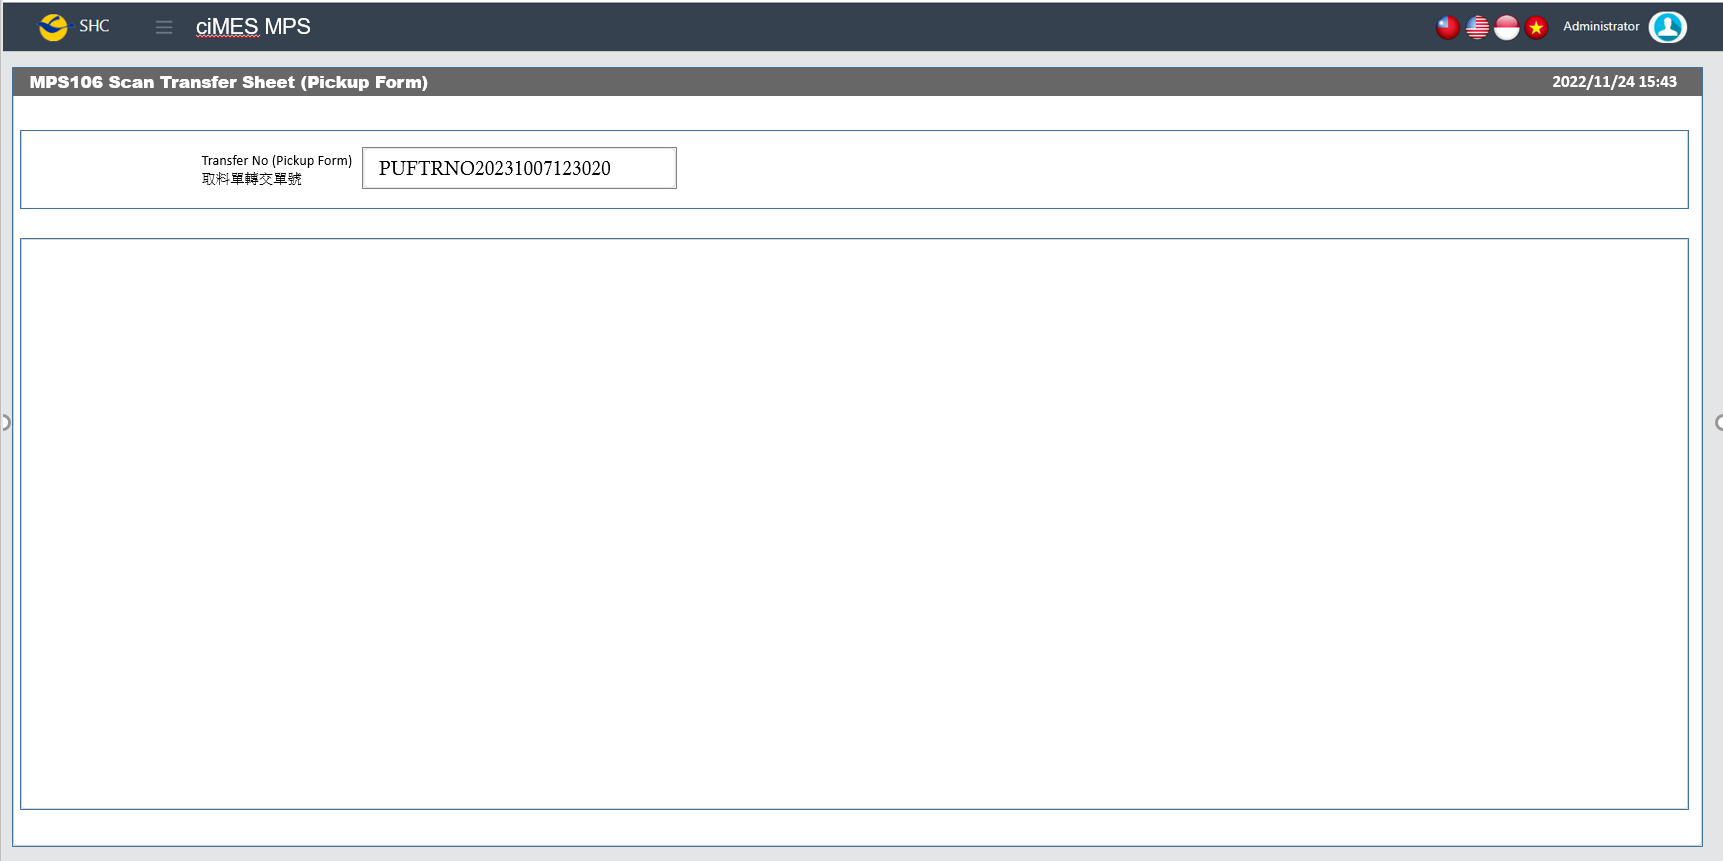 SHC
ciMES MPS
Administrator
MPS106 Scan Transfer Sheet (Pickup Form)
2022/11/24 15:43
Transfer No (Pickup Form)
取料單轉交單號
PUFTRNO20231007123020